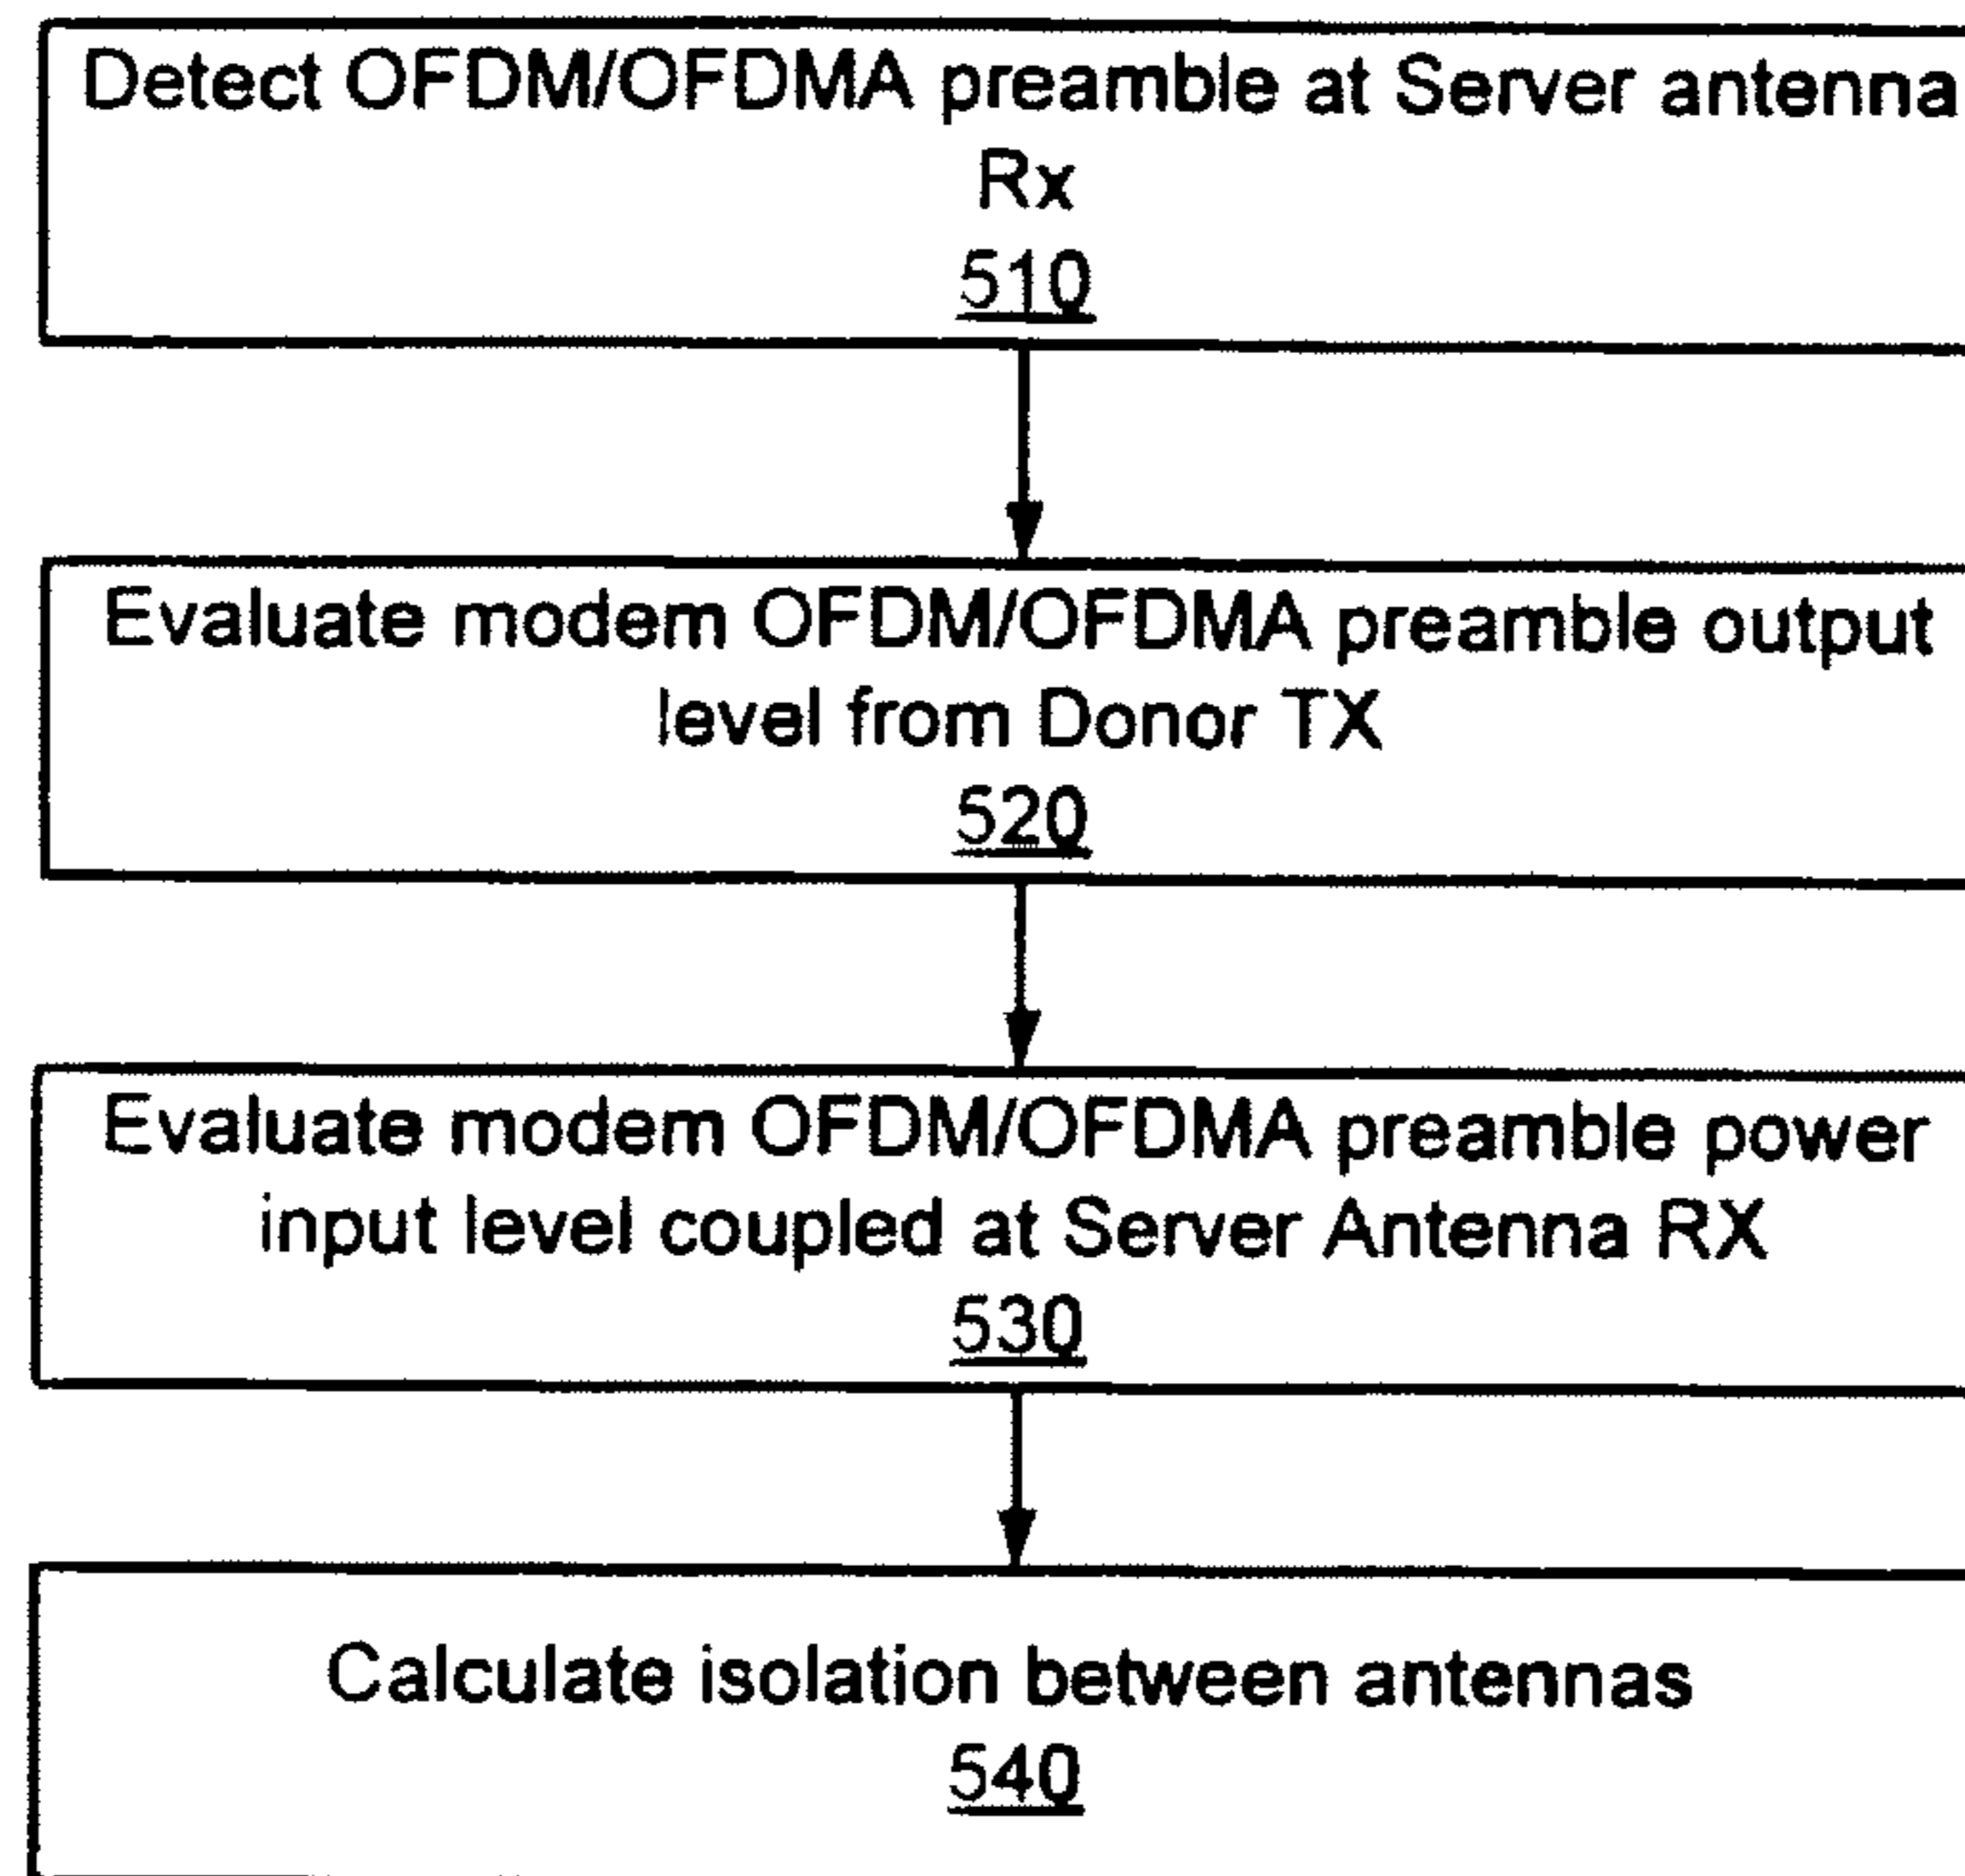 Detect OFDM/OFDMA preamble at Server antenna
Rx
510
Evaluate modem OFDM/OFDMA preamble output
level from Donor TX
520
Evaluate modem OFDM/OFDMA preamble power
input level coupled at Server Antenna RX
530
Calculate isolation between antennas
540